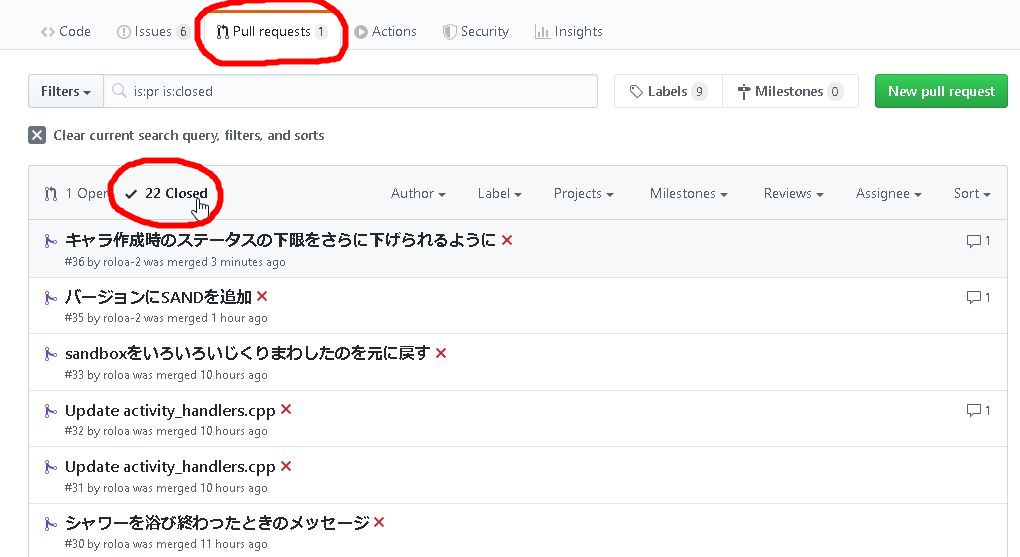 Code Issues 6 Pull requests 1 Actions Security Insights
Filters is:pr is:closed Labels 9 Milestones 0 New pull request
Clear current search query, filters, and sorts
1 Open 22 Closed Author Label Projects Milestones Reviews Assignee Sort
キャラ作成時のステータスの下限をさらに下げられるように 1
#36 by roloa-2 was merged 3 minutes ago
バージョンにSANDを追加 1
#35 by roloa-2 was merged 1 hour ago
sandboxをいろいろいじくりまわしたのを元に戻す
#33 by roloa was merged 10 hours ago
Update activity_handlers.cpp 1
#32 by roloa was merged 10 hours ago
Update activity_handlers.cpp
#31 by roloa was merged 10 hours ago
シャワーを浴び終わったときのメッセージ
#30 by roloa was merged 11 hours ago